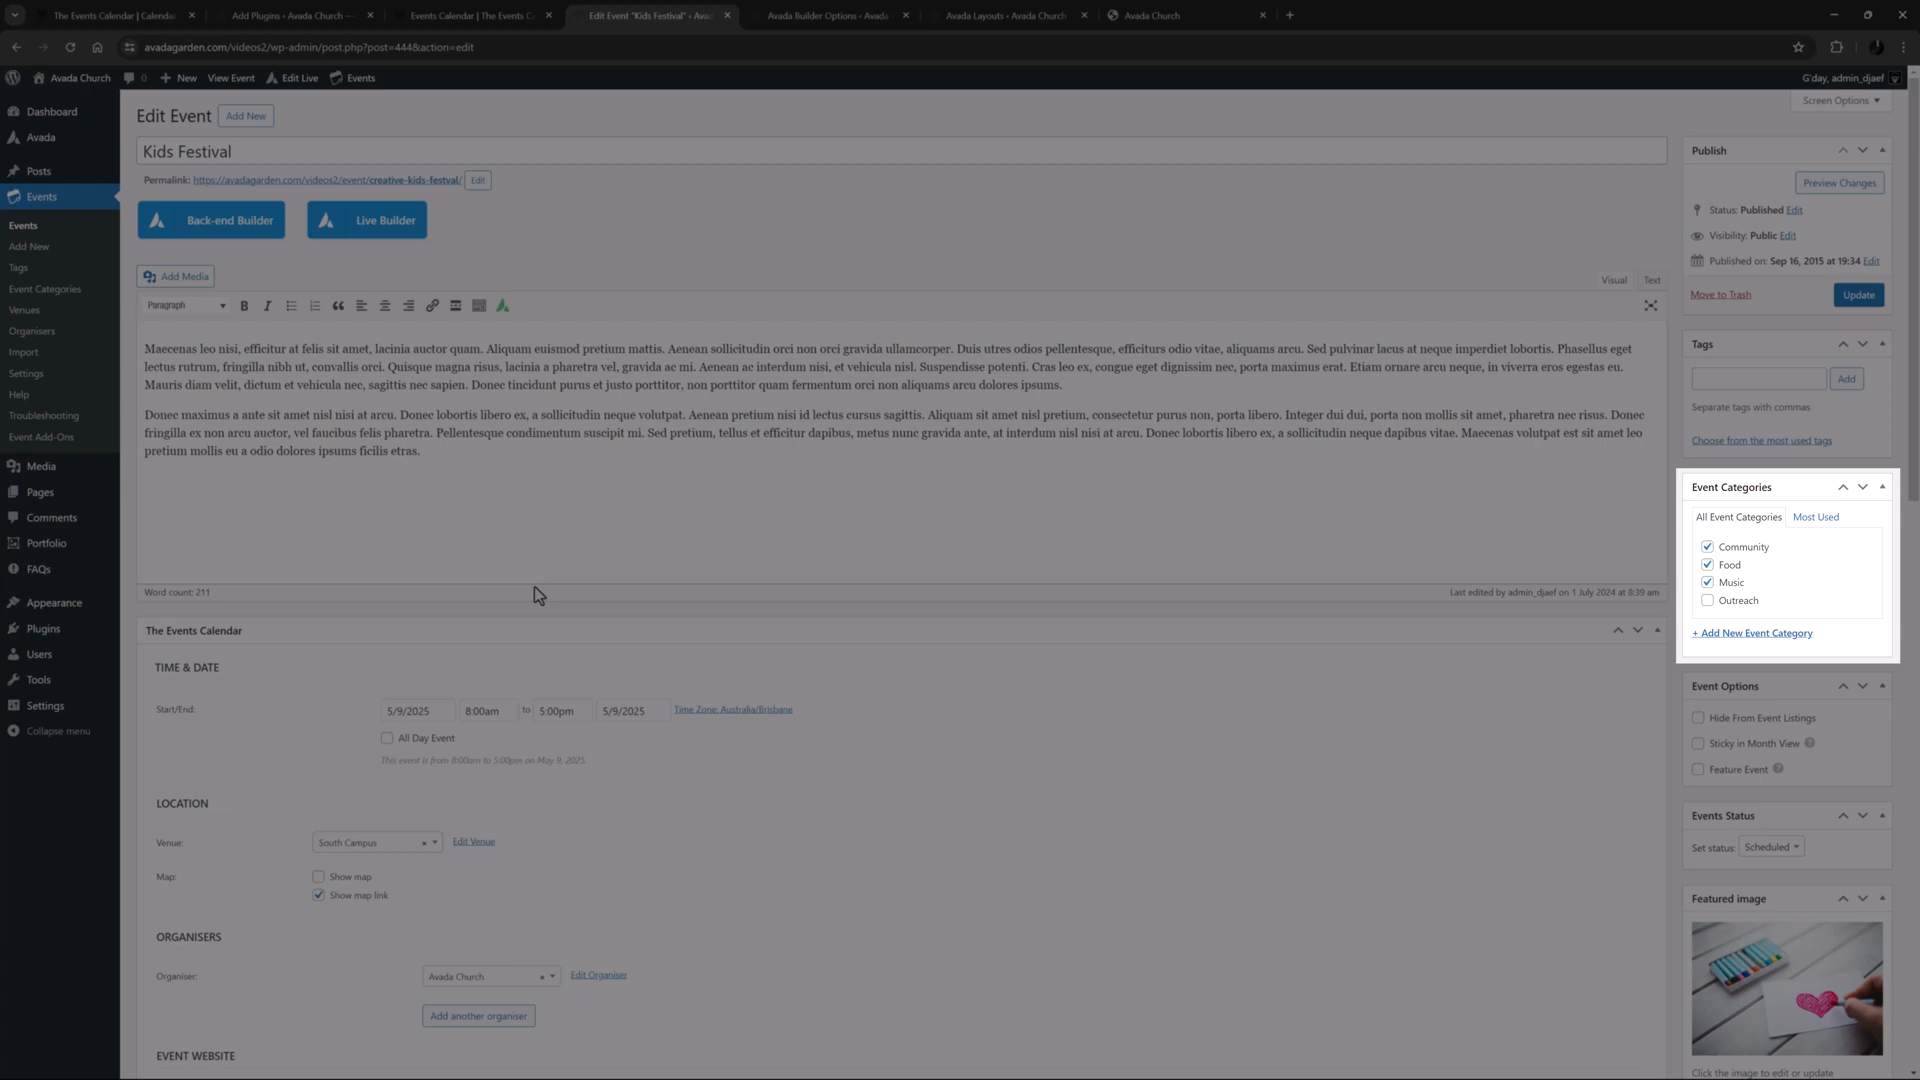 The Events Calendar | Calendar
Add Plugins ‹ Avada Church —
Events Calendar | The Events C
Edit Event "Kids Festival" ‹ Avad
Avada Builder Options ‹ Avada
Avada Layouts ‹ Avada Church
Avada Church
avadagarden.com/videos2/wp-admin/post.php?post=444&action=edit
Avada Church
0
New
View Event
Edit Live
Events
G'day, admin_djaef
Dashboard
Avada
Posts
Events
Events
Add New
Tags
Event Categories
Venues
Organisers
Import
Settings
Help
Troubleshooting
Event Add-Ons
Media
Pages
Comments
Portfolio
FAQs
Appearance
Plugins
Users
Tools
Settings
Collapse menu
Screen Options
Edit Event
Add New
Kids Festival
Permalink: https://avadagarden.com/videos2/event/creative-kids-festval/ Edit
Back-end Builder
Live Builder
Add Media
Visual
Text
Paragraph
Maecenas leo nisi, efficitur at felis sit amet, lacinia auctor quam. Aliquam euismod pretium mattis. Aenean sollicitudin orci non orci gravida ullamcorper. Duis utres odios pellentesque, efficiturs odio vitae, aliquams arcu. Sed pulvinar lacus at neque imperdiet lobortis. Phasellus eget
lectus rutrum, fringilla nibh ut, convallis orci. Quisque magna risus, lacinia a pharetra vel, gravida ac mi. Aenean ac interdum nisi, et vehicula nisl. Suspendisse potenti. Cras leo ex, congue eget dignissim nec, porta maximus erat. Etiam ornare arcu neque, in viverra eros egestas eu.
Mauris diam velit, dictum et vehicula nec, sagittis nec sapien. Donec tincidunt purus et justo porttitor, non porttitor quam fermentum orci non aliquams arcu dolores ipsums.
Donec maximus a ante sit amet nisl nisi at arcu. Donec lobortis libero ex, a sollicitudin neque volutpat. Aenean pretium nisi id lectus cursus sagittis. Aliquam sit amet nisl pretium, consectetur purus non, porta libero. Integer dui dui, porta non mollis sit amet, pharetra nec risus. Donec
fringilla ex non arcu auctor, vel faucibus felis pharetra. Pellentesque condimentum suscipit mi. Sed pretium, tellus et efficitur dapibus, metus nunc gravida ante, at interdum nisl nisi at arcu. Donec lobortis libero ex, a sollicitudin neque dapibus vitae. Maecenas volutpat est sit amet leo
pretium mollis eu a odio dolores ipsums ficilis etras.
Word count: 211
Last edited by admin_djaef on 1 July 2024 at 8:39 am
The Events Calendar
TIME & DATE
Start/End:
5/9/2025
8:00am
to
5:00pm
5/9/2025
Time Zone: Australia/Brisbane
All Day Event
This event is from 8:00am to 5:00pm on May 9, 2025.
LOCATION
Venue:
South Campus
×
Edit Venue
Map:
Show map
Show map link
ORGANISERS
Organiser:
Avada Church
×
Edit Organiser
Add another organiser
EVENT WEBSITE
Publish
Preview Changes
Status: Published Edit
Visibility: Public Edit
Published on: Sep 16, 2015 at 19:34 Edit
Move to Trash
Update
Tags
Add
Separate tags with commas
Choose from the most used tags
Event Categories
All Event Categories
Most Used
Community
Food
Music
Outreach
+ Add New Event Category
Event Options
Hide From Event Listings
Sticky in Month View
Feature Event
Events Status
Set status: Scheduled
Featured image
Click the image to edit or update